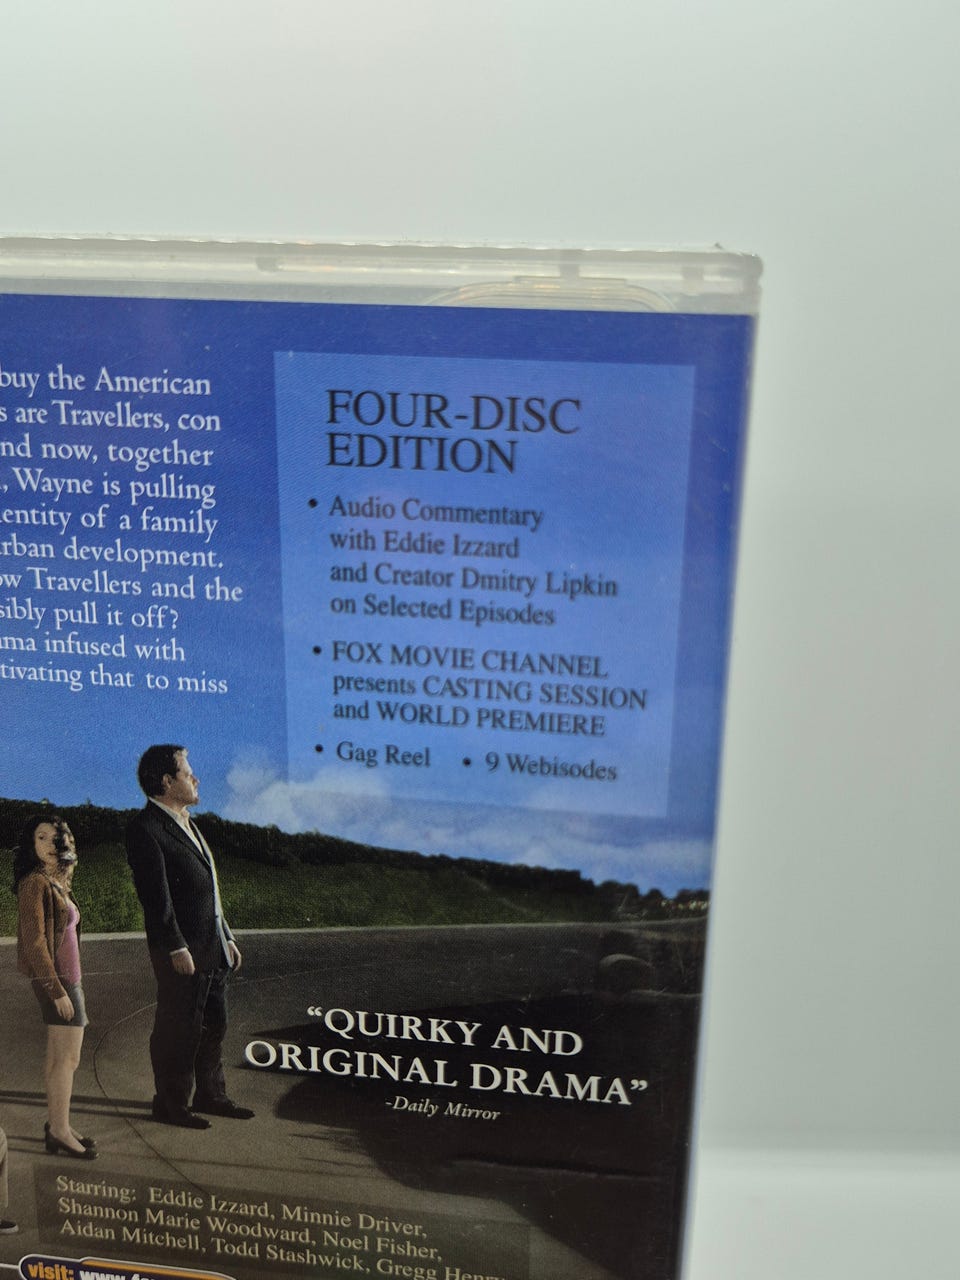 buy the American
s are Travellers, con
nd now, together
Wayne is pulling
entity of a family
rban development.
ow Travellers and the
sibly pull it off?
ma infused with
tivating that to miss
FOUR-DISC
EDITION
• Audio Commentary
with Eddie Izzard
and Creator Dmitry Lipkin
on Selected Episodes
• FOX MOVIE CHANNEL
presents CASTING SESSION
and WORLD PREMIERE
• Gag Reel • 9 Webisodes
“QUIRKY AND
ORIGINAL DRAMA”
-Daily Mirror
Starring: Eddie Izzard, Minnie Driver,
Shannon Marie Woodward, Noel Fisher,
Aidan Mitchell, Todd Stashwick, Gregg Henry
visit: